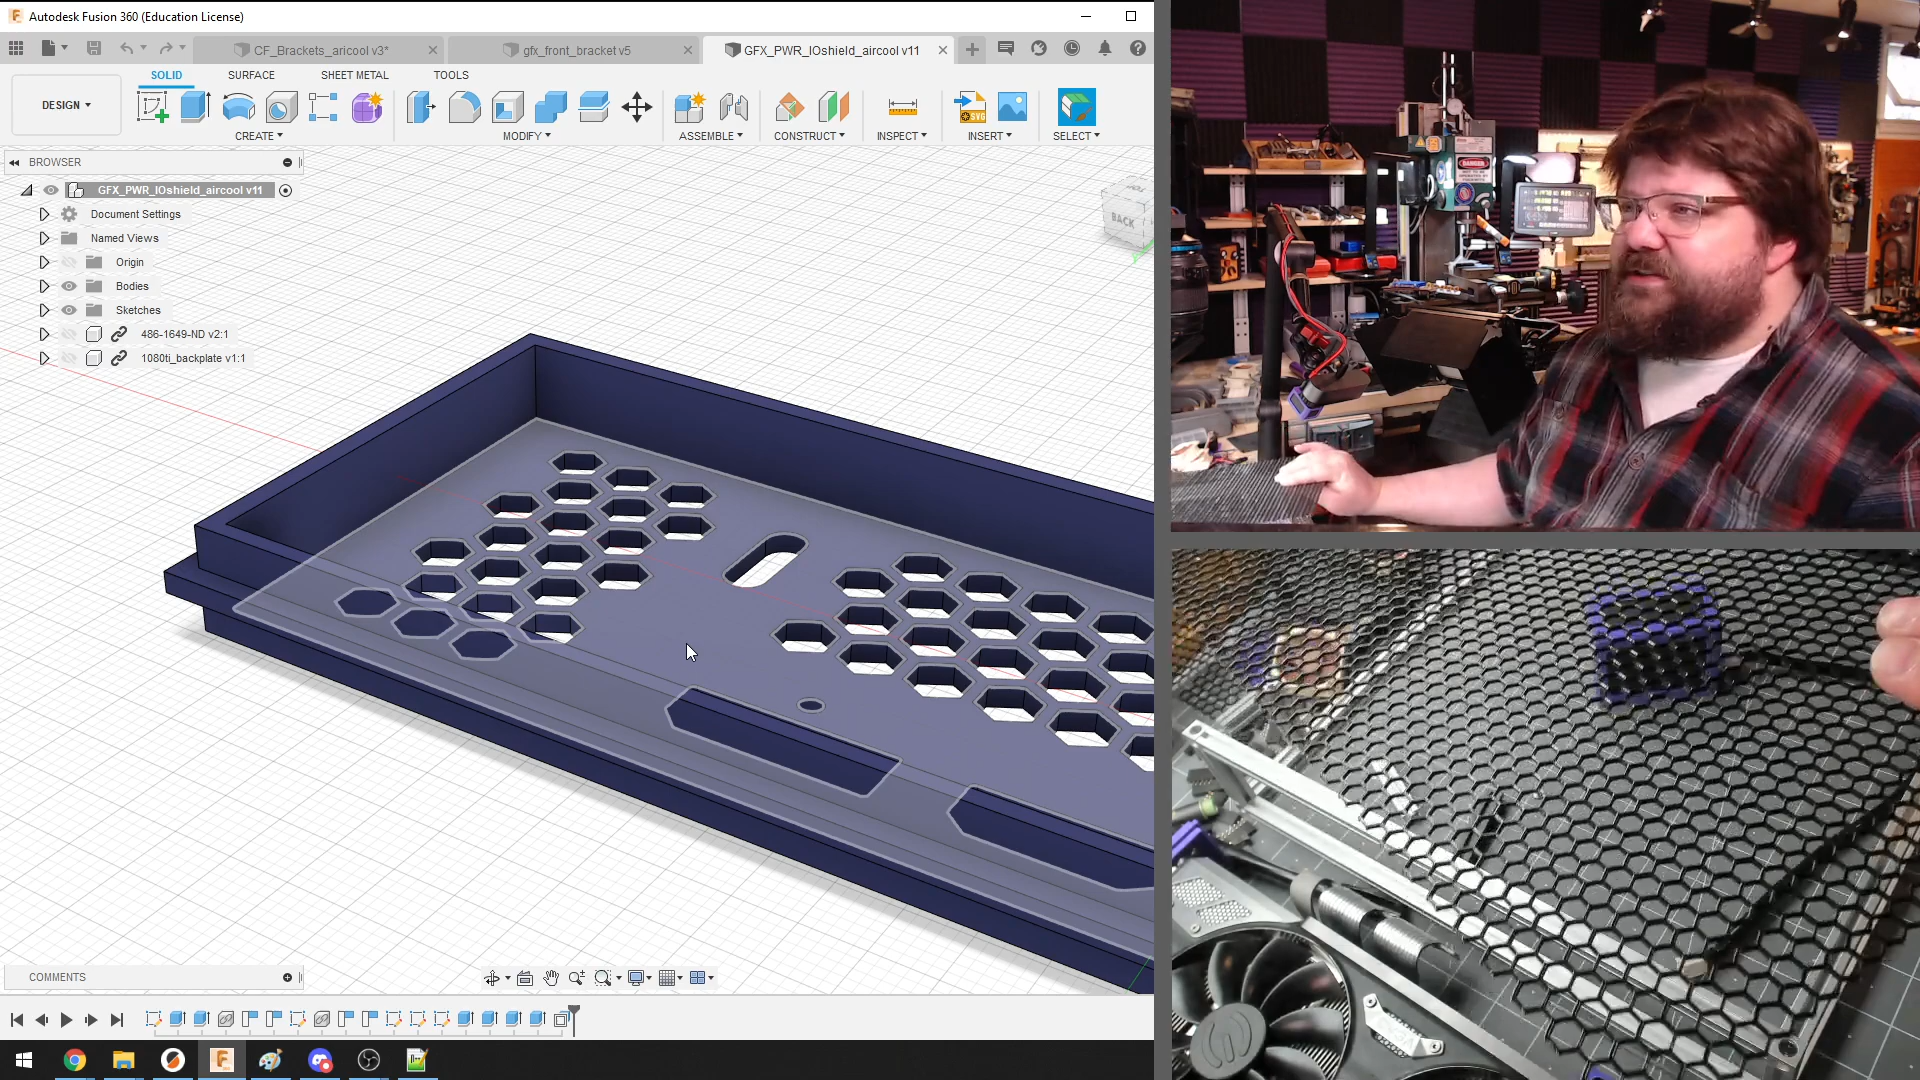 Autodesk Fusion 360 (Education License)
CF_Brackets_aricool v3*
gfx_front_bracket v5
GFX_PWR_IOshield_aircool v11
SOLID
SURFACE
SHEET METAL
TOOLS
DESIGN
CREATE
MODIFY
ASSEMBLE
CONSTRUCT
INSPECT
INSERT
SELECT
BROWSER
GFX_PWR_IOshield_aircool v11
Document Settings
Named Views
Origin
Bodies
Sketches
486-1649-ND v2:1
1080ti_backplate v1:1
BACK
DANGER
COMMENTS